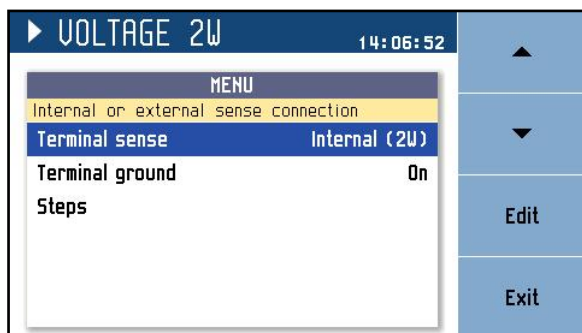 VOLTAGE 2W 14:06:52
MENU
Internal or external sense connection
Terminal sense Internal (2W)
Terminal ground On
Steps
Edit
Exit